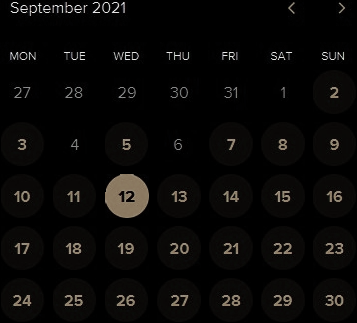 September 2021
MON TUE WED THU FRI SAT SUN
27 28 29 30 31 1 2
3 4 5 6 7 8 9
10 11 12 13 14 15 16
17 18 19 20 21 22 23
24 25 26 27 28 29 30